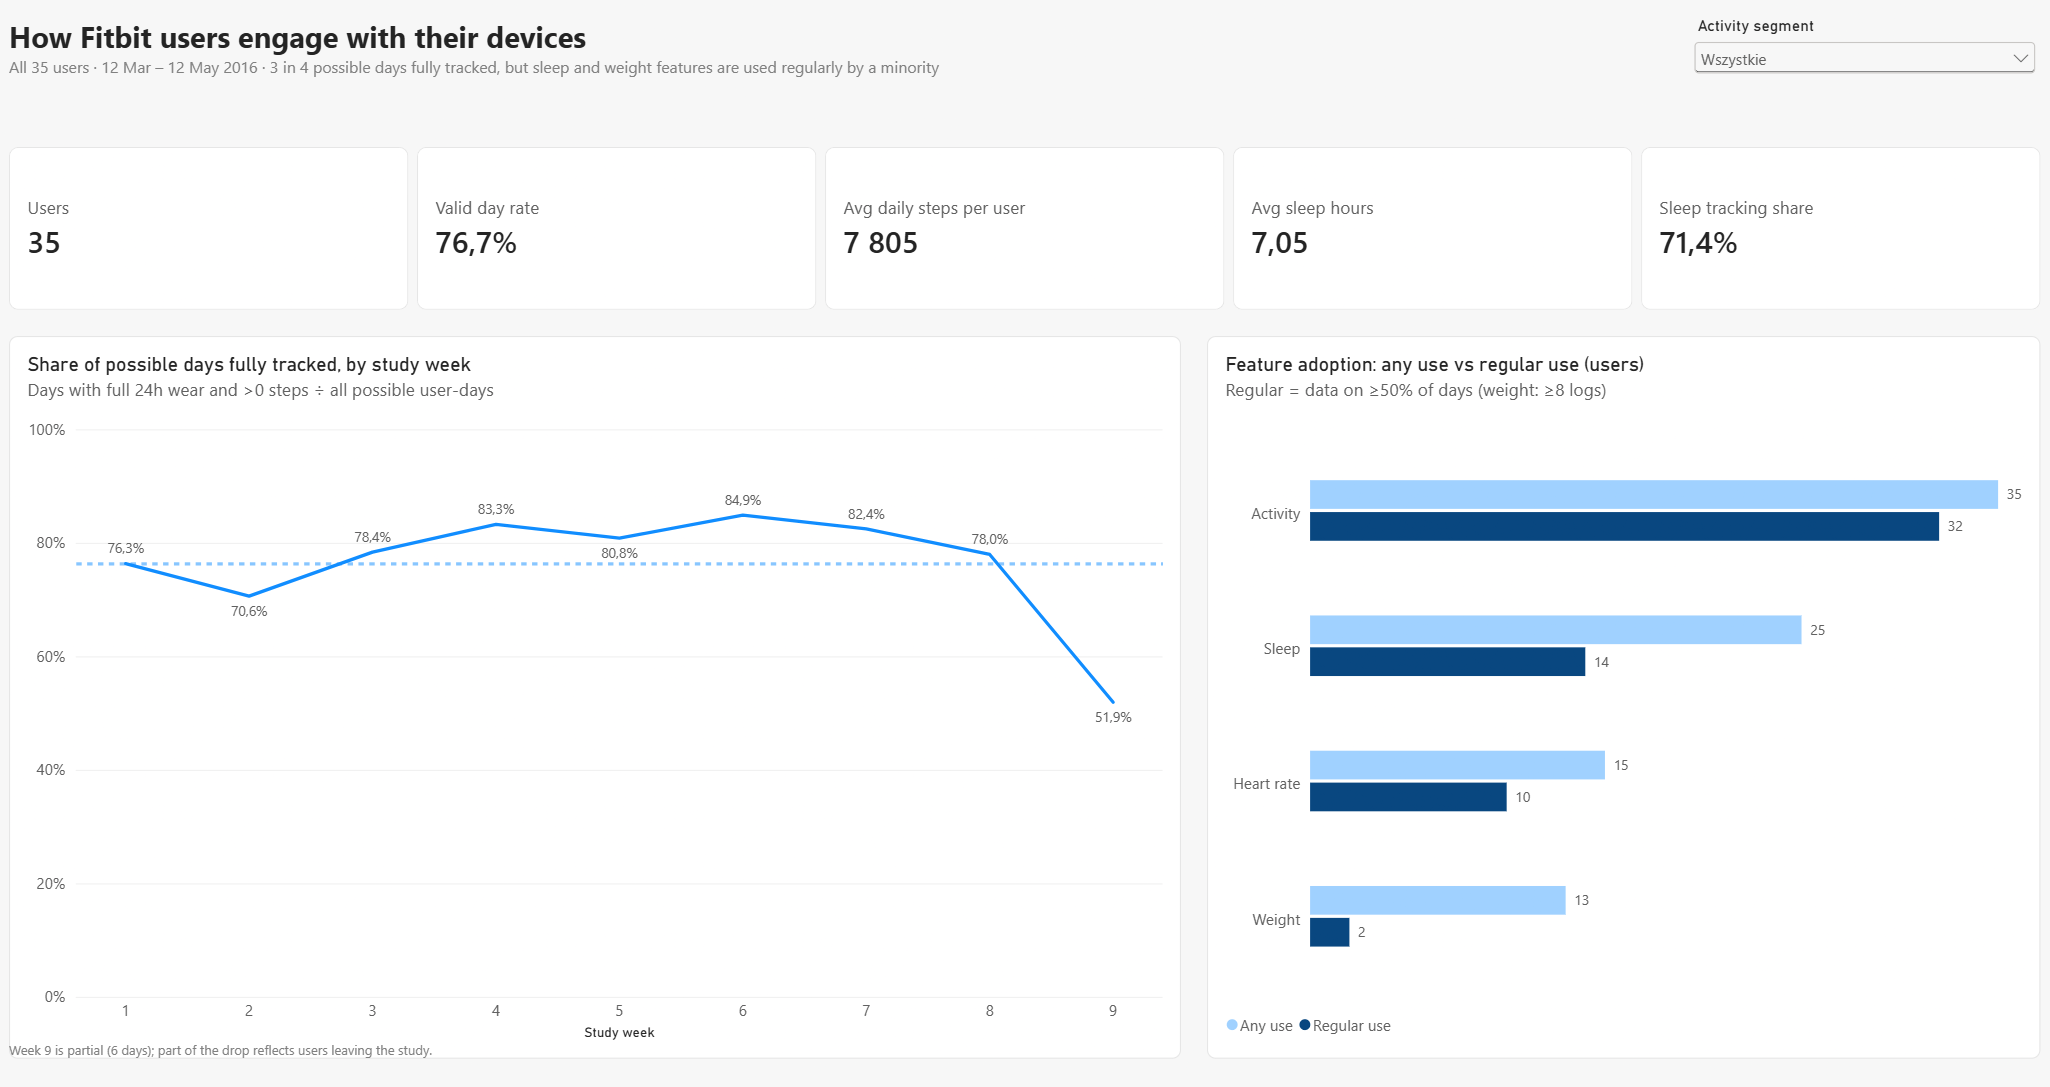 How Fitbit users engage with their devices
All 35 users · 12 Mar – 12 May 2016 · 3 in 4 possible days fully tracked, but sleep and weight features are used regularly by a minority
Activity segment
Wszystkie
Users
35
Valid day rate
76,7%
Avg daily steps per user
7 805
Avg sleep hours
7,05
Sleep tracking share
71,4%
Share of possible days fully tracked, by study week
Days with full 24h wear and >0 steps ÷ all possible user-days
100%
80%
60%
40%
20%
0%
76,3%
70,6%
78,4%
83,3%
80,8%
84,9%
82,4%
78,0%
51,9%
1 2 3 4 5 6 7 8 9
Study week
Week 9 is partial (6 days); part of the drop reflects users leaving the study.
Feature adoption: any use vs regular use (users)
Regular = data on ≥50% of days (weight: ≥8 logs)
Activity
35
32
Sleep
25
14
Heart rate
15
10
Weight
13
2
Any use Regular use